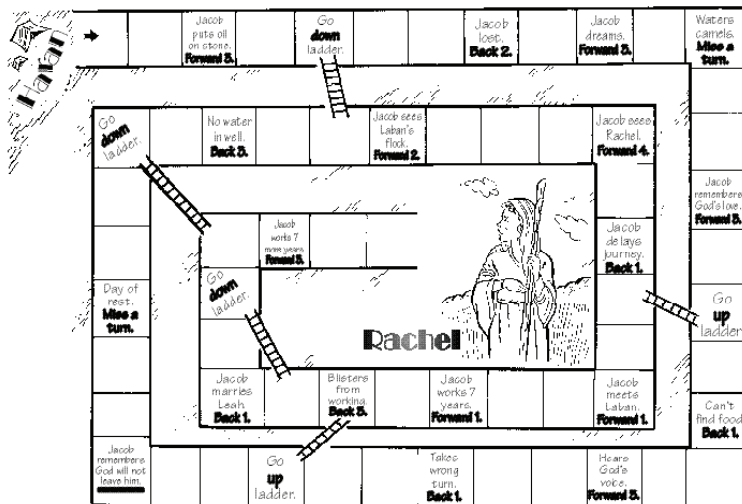 Haran
Jacob
puts oil
on stone.
Forward 3.
Go
down
ladder.
Jacob
lost.
Back 2.
Jacob
dreams.
Forward 3.
Waters
camels.
Miss a
turn.
Go
down
ladder.
No water
in well.
Back 3.
Jacob sees
Laban's
flock.
Forward 2.
Jacob sees
Rachel.
Forward 4.
Jacob
remembers
God's love.
Forward 3.
Jacob
works 7
more years.
Forward 3.
Jacob
delays
journey.
Back 1.
Day of
rest.
Miss a
turn.
Go
down
ladder.
Go
up
ladder
Rachel
Jacob
marries
Leah.
Back 1.
Blisters
from
working.
Back 3.
Jacob
works 7
years.
Forward 1.
Jacob
meets
Laban.
Forward 1.
Can't
find food
Back 1.
Jacob
remembers
God will not
leave him.
Go
up
ladder.
Takes
wrong
turn.
Back 1.
Hears
God's
voice.
Forward 3.